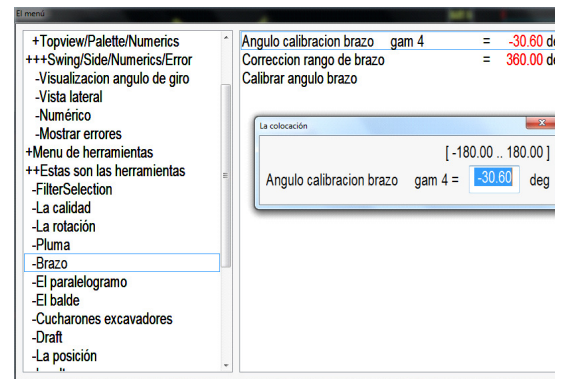 El menú
+Topview/Palette/Numerics
+++Swing/Side/Numerics/Error
-Visualizacion angulo de giro
-Vista lateral
-Numérico
-Mostrar errores
+Menu de herramientas
++Estas son las herramientas
-FilterSelection
-La calidad
-La rotación
-Pluma
-Brazo
-El paralelogramo
-El balde
-Cucharones excavadores
-Draft
-La posición
Angulo calibracion brazo gam 4 = -30.60 de
Correccion rango de brazo = 360.00 de
Calibrar angulo brazo
La colocación
[ -180.00 .. 180.00 ]
Angulo calibracion brazo gam 4 = -30.60 deg